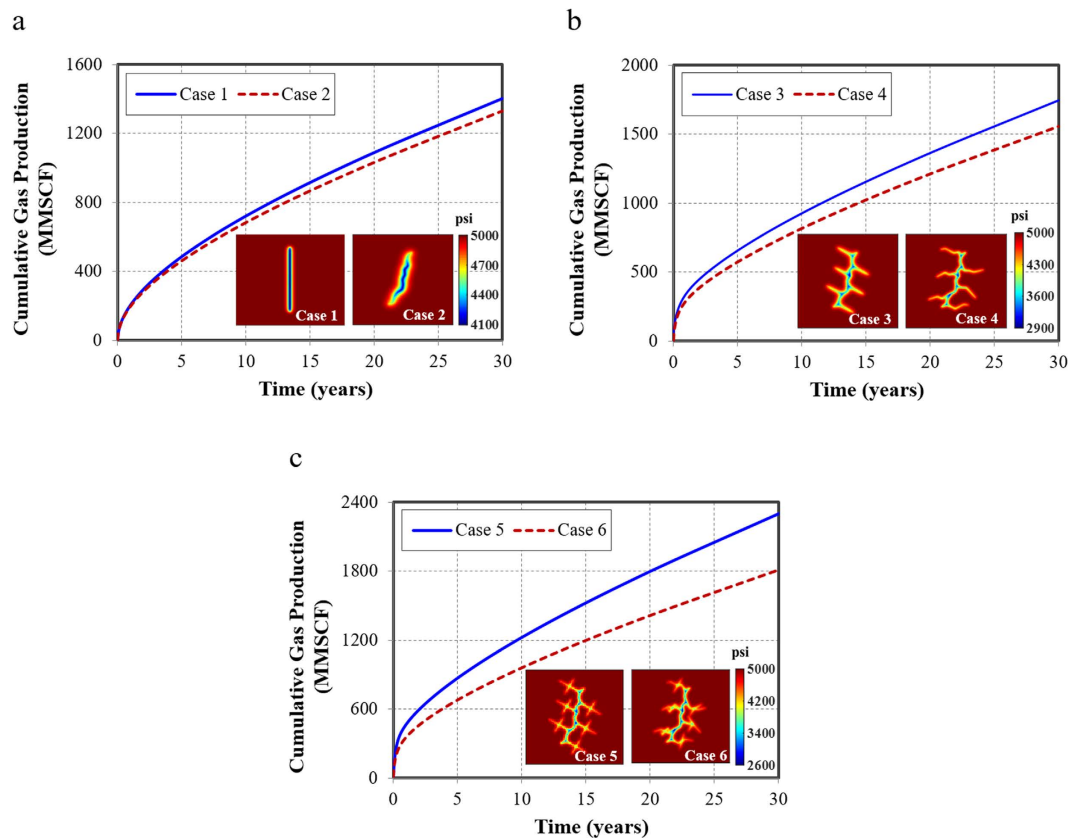 a
Cumulative Gas Production
(MMSCF)
1600
1200
800
400
0
Case 1
Case 2
psi
5000
4700
4400
4100
Case 1
Case 2
0 5 10 15 20 25 30
Time (years)
b
Cumulative Gas Production
(MMSCF)
2000
1500
1000
500
0
Case 3
Case 4
psi
5000
4300
3600
2900
Case 3
Case 4
0 5 10 15 20 25 30
Time (years)
c
Cumulative Gas Production
(MMSCF)
2400
1800
1200
600
0
Case 5
Case 6
psi
5000
4200
3400
2600
Case 5
Case 6
0 5 10 15 20 25 30
Time (years)